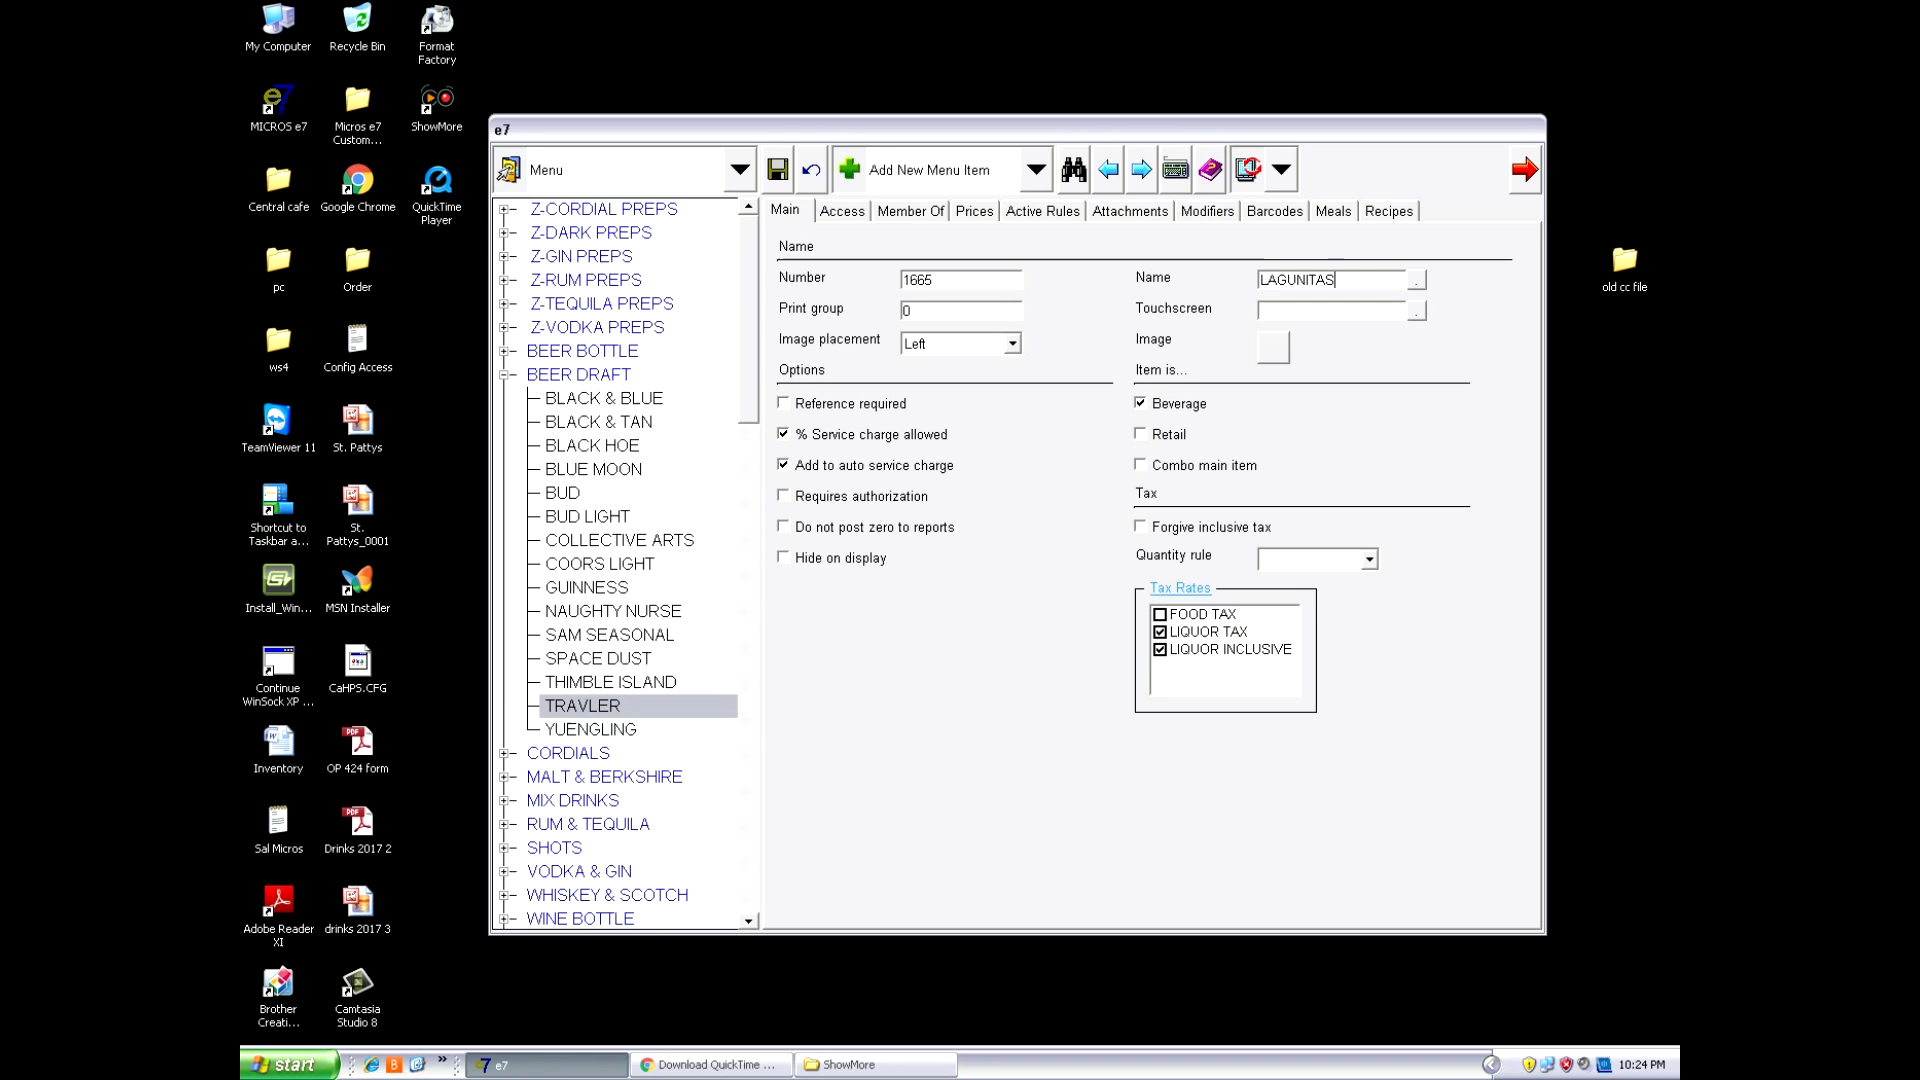 My Computer
Recycle Bin
Format
Factory
MICROS e7
Micros e7
Custom...
ShowMore
Central cafe
Google Chrome
QuickTime
Player
pc
Order
ws4
Config Access
TeamViewer 11
St. Pattys
Shortcut to
Taskbar a...
St.
Pattys_0001
Install_Win...
MSN Installer
Continue
WinSock XP ...
CaHPS.CFG
Inventory
OP 424 form
Sal Micros
Drinks 2017 2
Adobe Reader
XI
drinks 2017 3
Brother
Creati...
Camtasia
Studio 8
old cc file
e7
Menu
Add New Menu Item
Z-CORDIAL PREPS
Z-DARK PREPS
Z-GIN PREPS
Z-RUM PREPS
Z-TEQUILA PREPS
Z-VODKA PREPS
BEER BOTTLE
BEER DRAFT
BLACK & BLUE
BLACK & TAN
BLACK HOE
BLUE MOON
BUD
BUD LIGHT
COLLECTIVE ARTS
COORS LIGHT
GUINNESS
NAUGHTY NURSE
SAM SEASONAL
SPACE DUST
THIMBLE ISLAND
TRAVLER
YUENGLING
CORDIALS
MALT & BERKSHIRE
MIX DRINKS
RUM & TEQUILA
SHOTS
VODKA & GIN
WHISKEY & SCOTCH
WINE BOTTLE
Main Access Member Of Prices Active Rules Attachments Modifiers Barcodes Meals Recipes
Name
Number 1665
Name LAGUNITAS .
Print group 0
Touchscreen .
Image placement Left
Image
Options
Item is...
Reference required
Beverage
% Service charge allowed
Retail
Add to auto service charge
Combo main item
Requires authorization
Tax
Do not post zero to reports
Forgive inclusive tax
Hide on display
Quantity rule
Tax Rates
FOOD TAX
LIQUOR TAX
LIQUOR INCLUSIVE
start
e7
Download QuickTime ...
ShowMore
10:24 PM